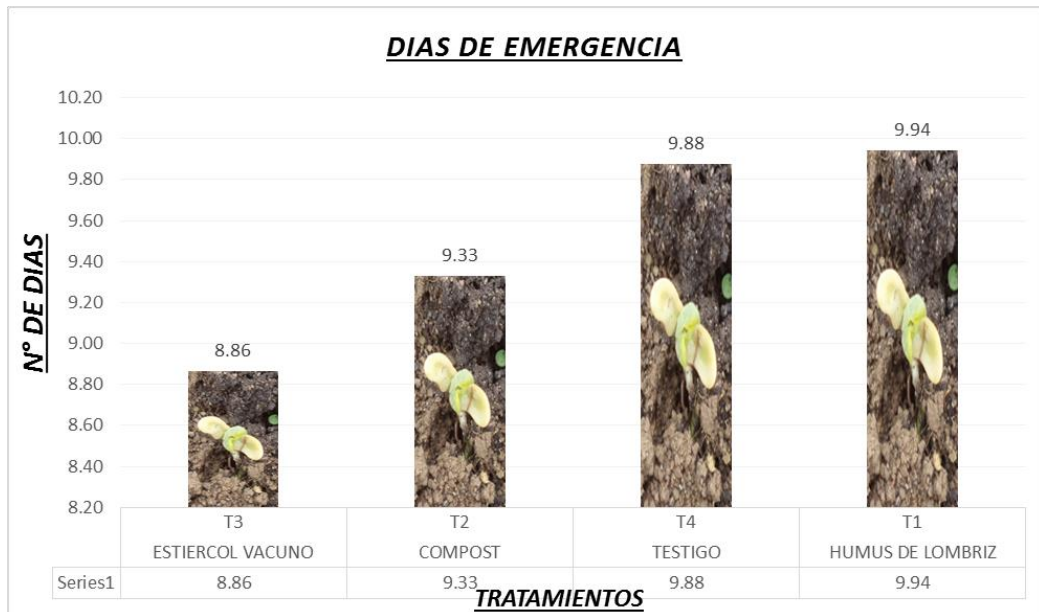 DIAS DE EMERGENCIA
N° DE DIAS
10.20
10.00
9.80
9.60
9.40
9.20
9.00
8.80
8.60
8.40
8.20
8.86
9.33
9.88
9.94
T3 T2 T4 T1
ESTIERCOL VACUNO COMPOST TESTIGO HUMUS DE LOMBRIZ
Series1 8.86 9.33 9.88 9.94
TRATAMIENTOS